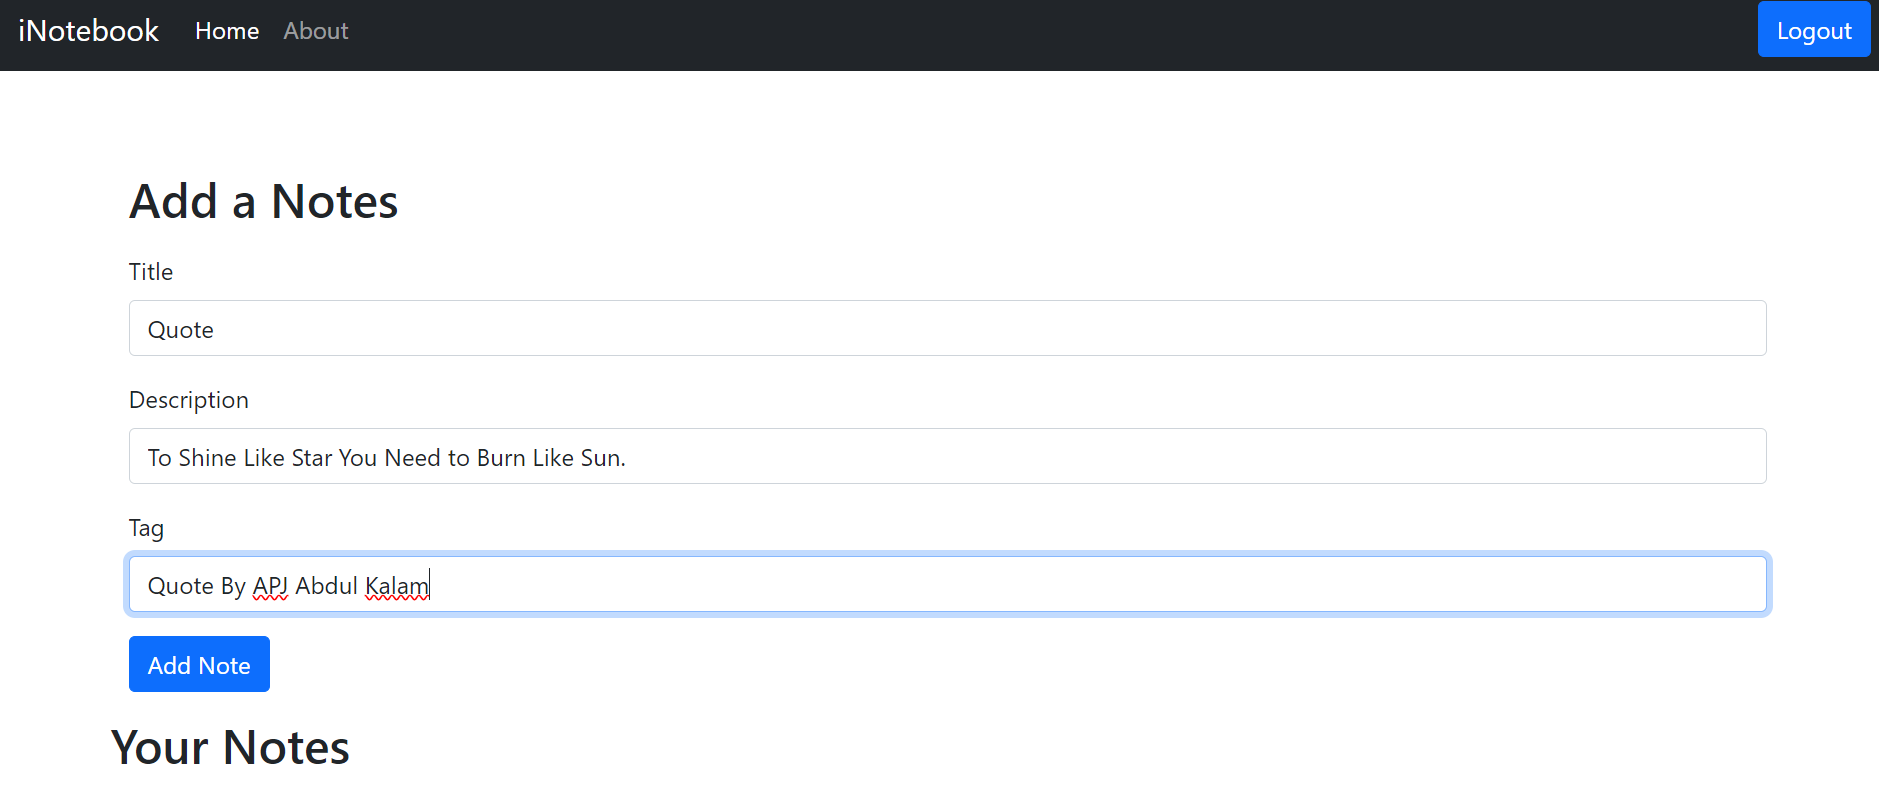 iNotebook Home About Logout
Add a Notes
Title
Quote
Description
To Shine Like Star You Need to Burn Like Sun.
Tag
Quote By APJ Abdul Kalam
Add Note
Your Notes